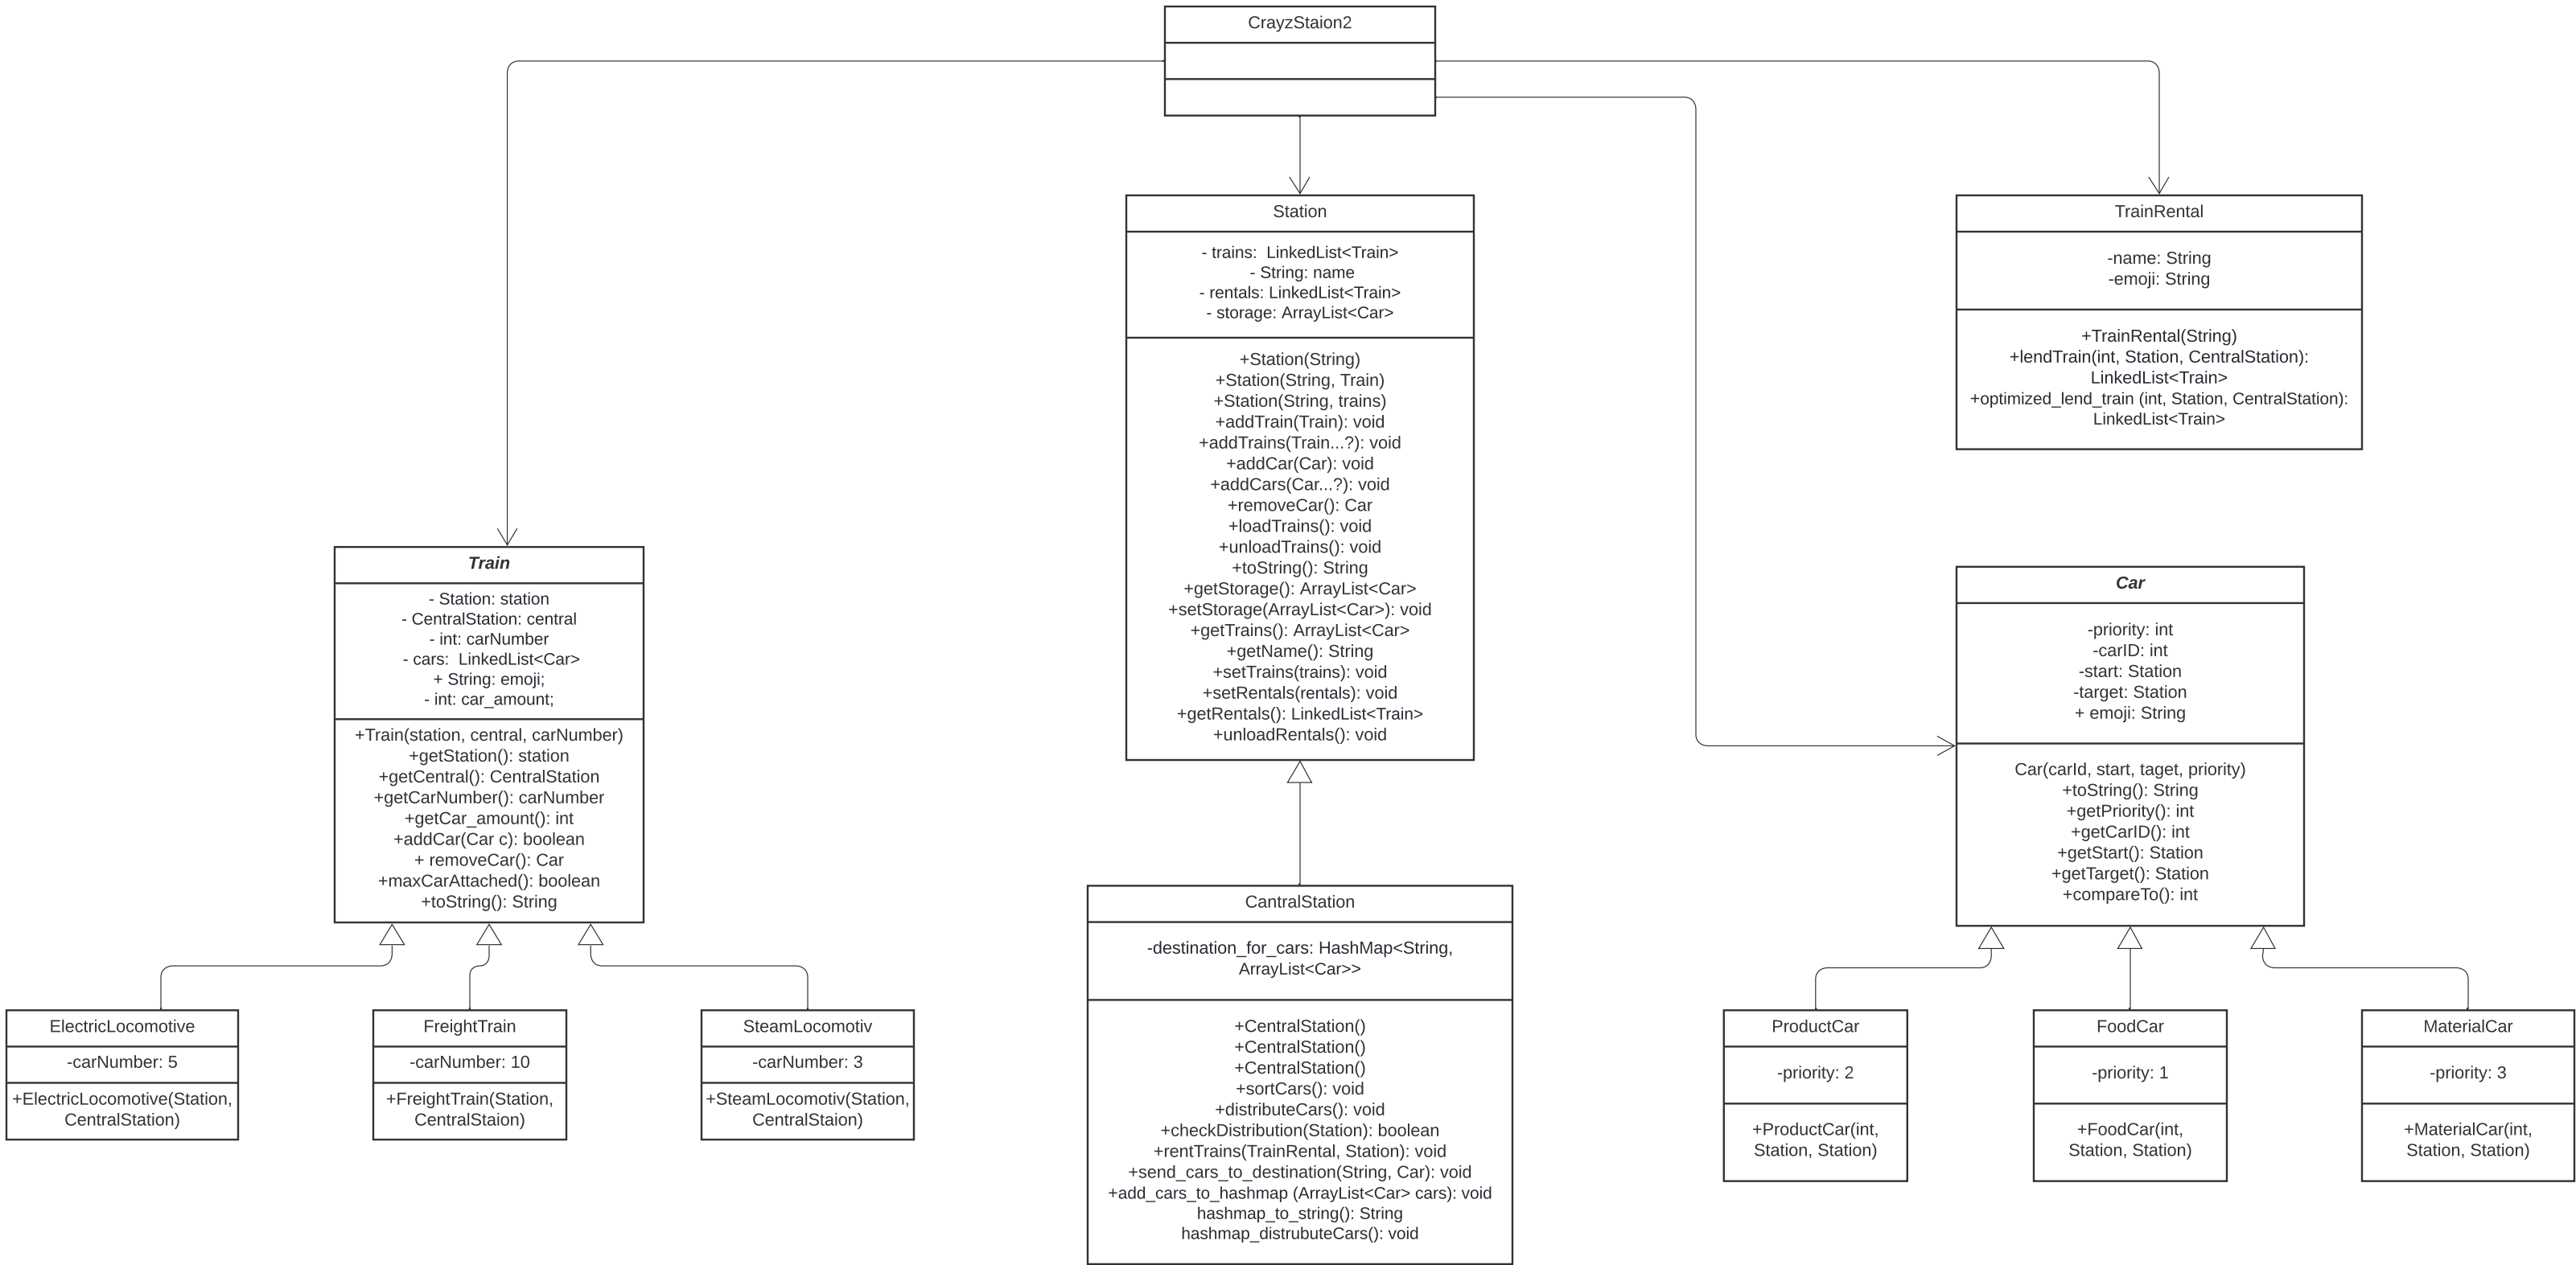 CrayzStaion2
Station
- trains:  LinkedList<Train>
- String: name
- rentals: LinkedList<Train>
- storage: ArrayList<Car>
+Station(String)
+Station(String, Train)
+Station(String, trains)
+addTrain(Train): void
+addTrains(Train...?): void
+addCar(Car): void
+addCars(Car...?): void
+removeCar(): Car
+loadTrains(): void
+unloadTrains(): void
+toString(): String
+getStorage(): ArrayList<Car>
+setStorage(ArrayList<Car>): void
+getTrains(): ArrayList<Car>
+getName(): String
+setTrains(trains): void
+setRentals(rentals): void
+getRentals(): LinkedList<Train>
+unloadRentals(): void
TrainRental
-name: String
-emoji: String
+TrainRental(String)
+lendTrain(int, Station, CentralStation):
LinkedList<Train>
+optimized_lend_train (int, Station, CentralStation):
LinkedList<Train>
Train
- Station: station
- CentralStation: central
- int: carNumber
- cars:  LinkedList<Car>
+ String: emoji;
- int: car_amount;
+Train(station, central, carNumber)
+getStation(): station
+getCentral(): CentralStation
+getCarNumber(): carNumber
+getCar_amount(): int
+addCar(Car c): boolean
+ removeCar(): Car
+maxCarAttached(): boolean
+toString(): String
Car
-priority: int
-carID: int
-start: Station
-target: Station
+ emoji: String
Car(carId, start, taget, priority)
+toString(): String
+getPriority(): int
+getCarID(): int
+getStart(): Station
+getTarget(): Station
+compareTo(): int
CantralStation
-destination_for_cars: HashMap<String,
ArrayList<Car>>
+CentralStation()
+CentralStation()
+CentralStation()
+sortCars(): void
+distributeCars(): void
+checkDistribution(Station): boolean
+rentTrains(TrainRental, Station): void
+send_cars_to_destination(String, Car): void
+add_cars_to_hashmap (ArrayList<Car> cars): void
hashmap_to_string(): String
hashmap_distrubuteCars(): void
ElectricLocomotive
-carNumber: 5
+ElectricLocomotive(Station,
CentralStation)
FreightTrain
-carNumber: 10
+FreightTrain(Station,
CentralStaion)
SteamLocomotiv
-carNumber: 3
+SteamLocomotiv(Station,
CentralStaion)
ProductCar
-priority: 2
+ProductCar(int,
Station, Station)
FoodCar
-priority: 1
+FoodCar(int,
Station, Station)
MaterialCar
-priority: 3
+MaterialCar(int,
Station, Station)